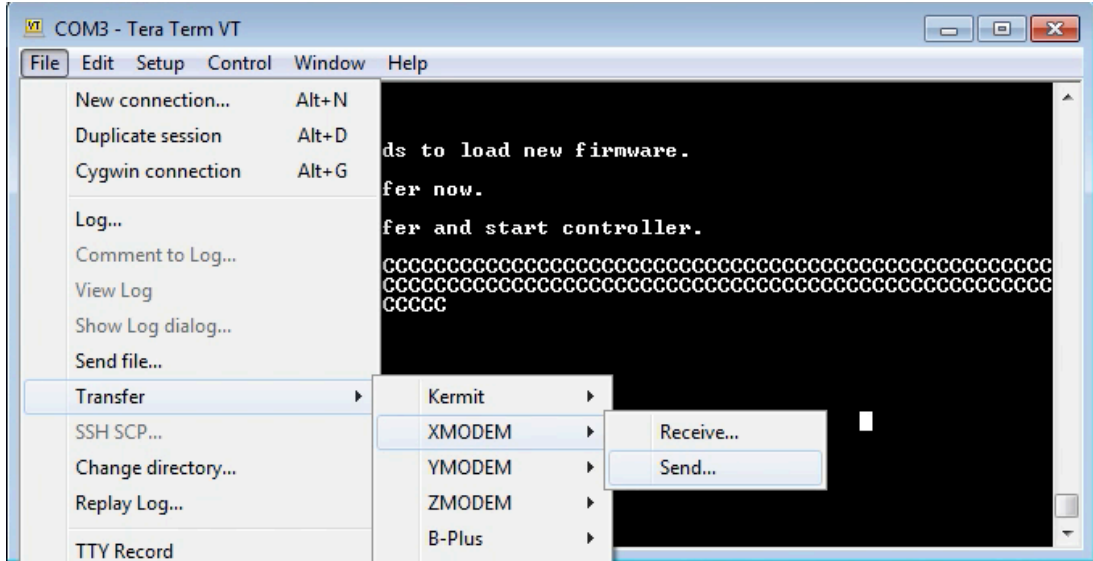 COM3 - Tera Term VT
File Edit Setup Control Window Help
New connection... Alt+N
Duplicate session Alt+D
Cygwin connection Alt+G
Log...
Comment to Log...
View Log
Show Log dialog...
Send file...
Transfer
SSH SCP...
Change directory...
Replay Log...
TTY Record
ds to load new firmware.
fer now.
fer and start controller.
CCCCCCCCCCCCCCCCCCCCCCCCCCCCCCCCCCCCCCCCCCCCCCCCCCCC
CCCCCCCCCCCCCCCCCCCCCCCCCCCCCCCCCCCCCCCCCCCCCCCCCCCC
CCCCC
Kermit
XMODEM
YMODEM
ZMODEM
B-Plus
Receive...
Send...